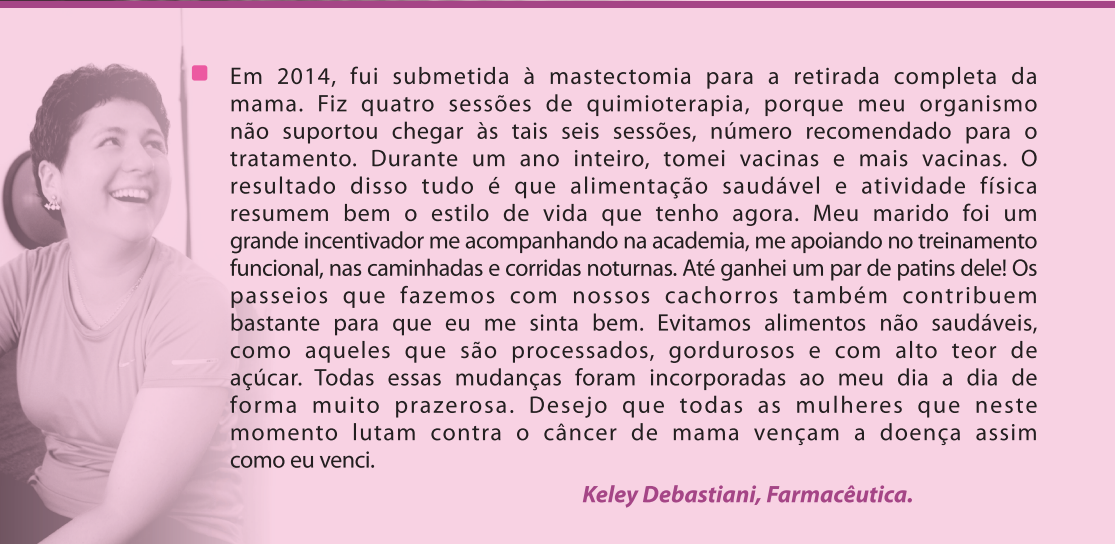 Em 2014, fui submetida à mastectomia para a retirada completa da
mama. Fiz quatro sessões de quimioterapia, porque meu organismo
não suportou chegar às tais seis sessões, número recomendado para o
tratamento. Durante um ano inteiro, tomei vacinas e mais vacinas. O
resultado disso tudo é que alimentação saudável e atividade física
resumem bem o estilo de vida que tenho agora. Meu marido foi um
grande incentivador me acompanhando na academia, me apoiando no treinamento
funcional, nas caminhadas e corridas noturnas. Até ganhei um par de patins dele! Os
passeios que fazemos com nossos cachorros também contribuem
bastante para que eu me sinta bem. Evitamos alimentos não saudáveis,
como aqueles que são processados, gordurosos e com alto teor de
açúcar. Todas essas mudanças foram incorporadas ao meu dia a dia de
forma muito prazerosa. Desejo que todas as mulheres que neste
momento lutam contra o câncer de mama vençam a doença assim
como eu venci.
Keley Debastiani, Farmacêutica.